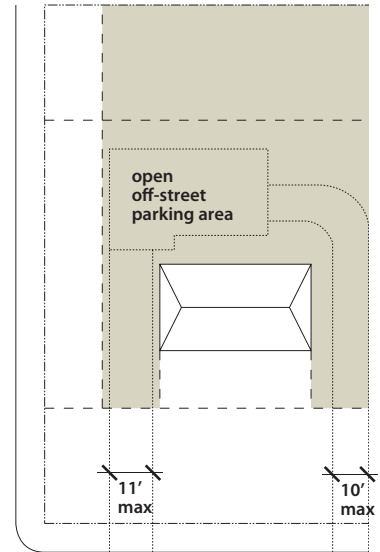 open
off-street
parking area
11’
max
10’
max